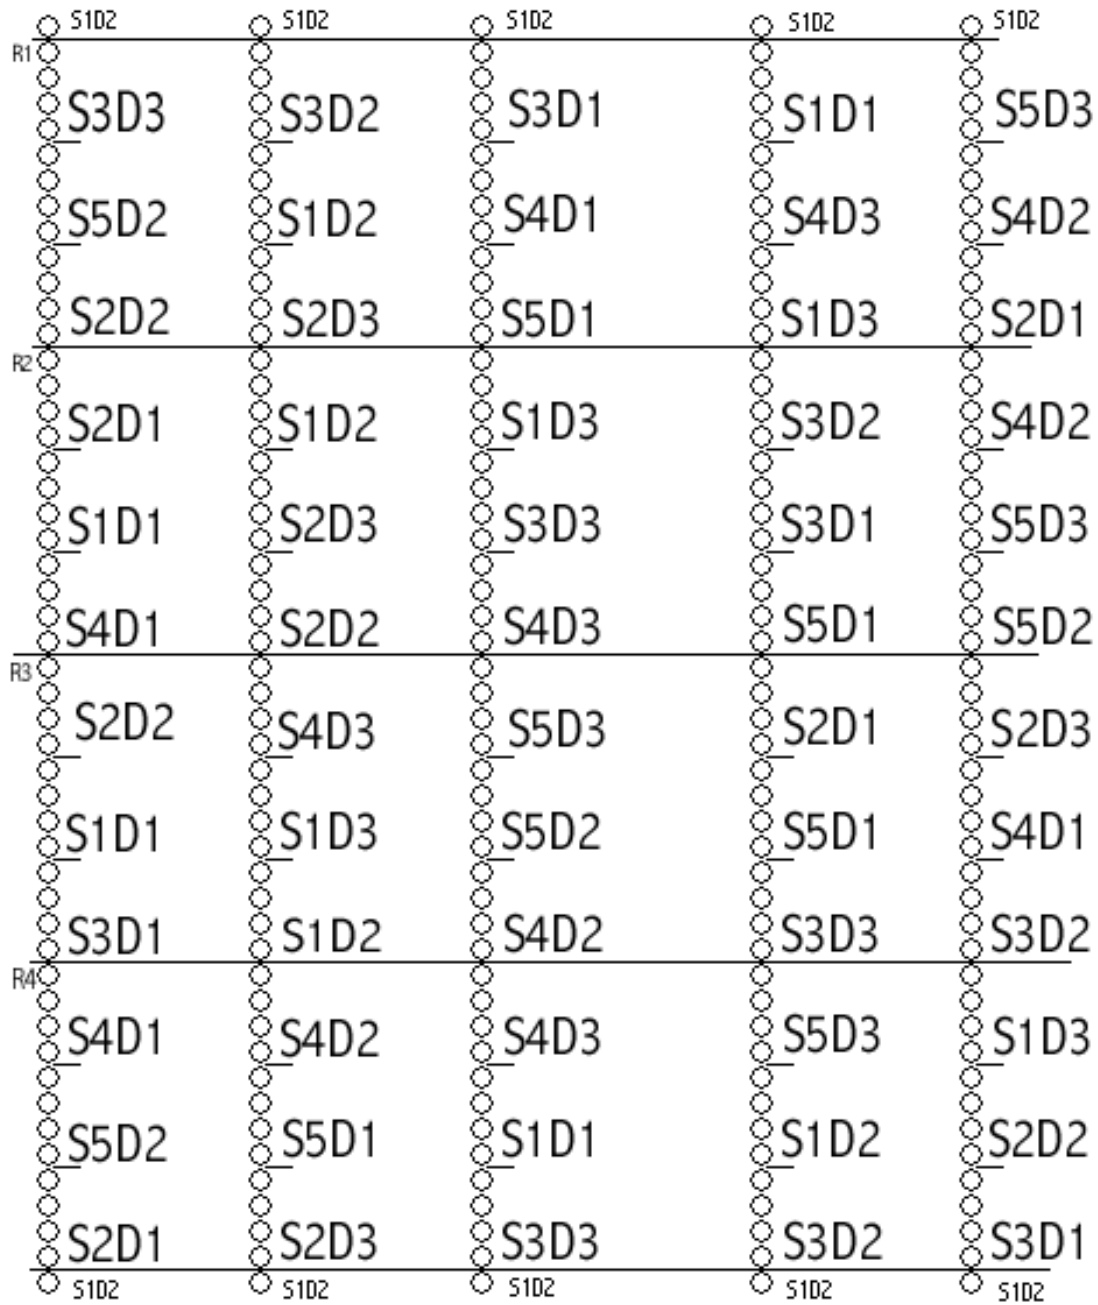 S1D2 S1D2 S1D2 S1D2 S1D2
R1
S3D3 S3D2 S3D1 S1D1 S5D3
S5D2 S1D2 S4D1 S4D3 S4D2
S2D2 S2D3 S5D1 S1D3 S2D1
R2
S2D1 S1D2 S1D3 S3D2 S4D2
S1D1 S2D3 S3D3 S3D1 S5D3
S4D1 S2D2 S4D3 S5D1 S5D2
R3
S2D2 S4D3 S5D3 S2D1 S2D3
S1D1 S1D3 S5D2 S5D1 S4D1
S3D1 S1D2 S4D2 S3D3 S3D2
R4
S4D1 S4D2 S4D3 S5D3 S1D3
S5D2 S5D1 S1D1 S1D2 S2D2
S2D1 S2D3 S3D3 S3D2 S3D1
S1D2 S1D2 S1D2 S1D2 S1D2